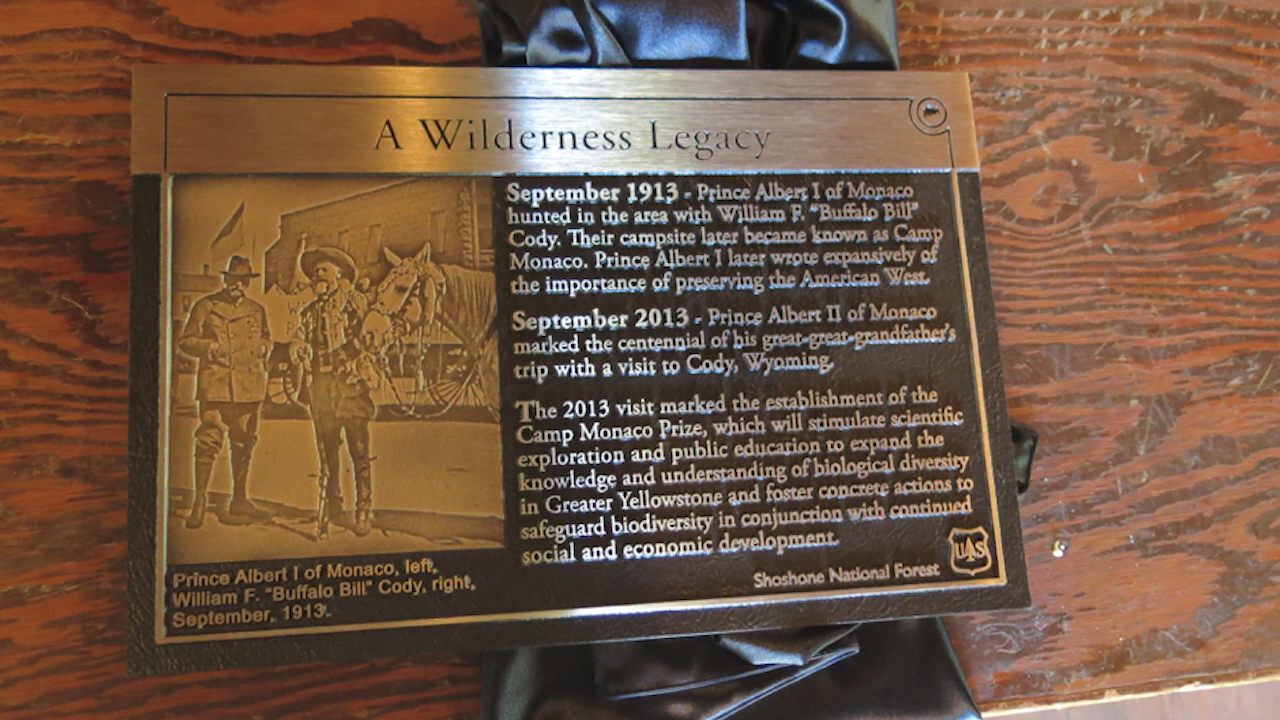 A Wilderness Legacy
September 1913 - Prince Albert I of Monaco
hunted in the area with William F. "Buffalo Bill"
Cody. Their campsite later became known as Camp
Monaco. Prince Albert I later wrote expansively of
the importance of preserving the American West.
September 2013 - Prince Albert II of Monaco
marked the centennial of his great-great-grandfather's
trip with a visit to Cody, Wyoming.
The 2013 visit marked the establishment of the
Camp Monaco Prize, which will stimulate scientific
exploration and public education to expand the
knowledge and understanding of biological diversity
in Greater Yellowstone and foster concrete actions to
safeguard biodiversity in conjunction with continued
social and economic development.
Shoshone National Forest
UAS
Prince Albert I of Monaco, left,
William F. "Buffalo Bill" Cody, right,
September, 1913.